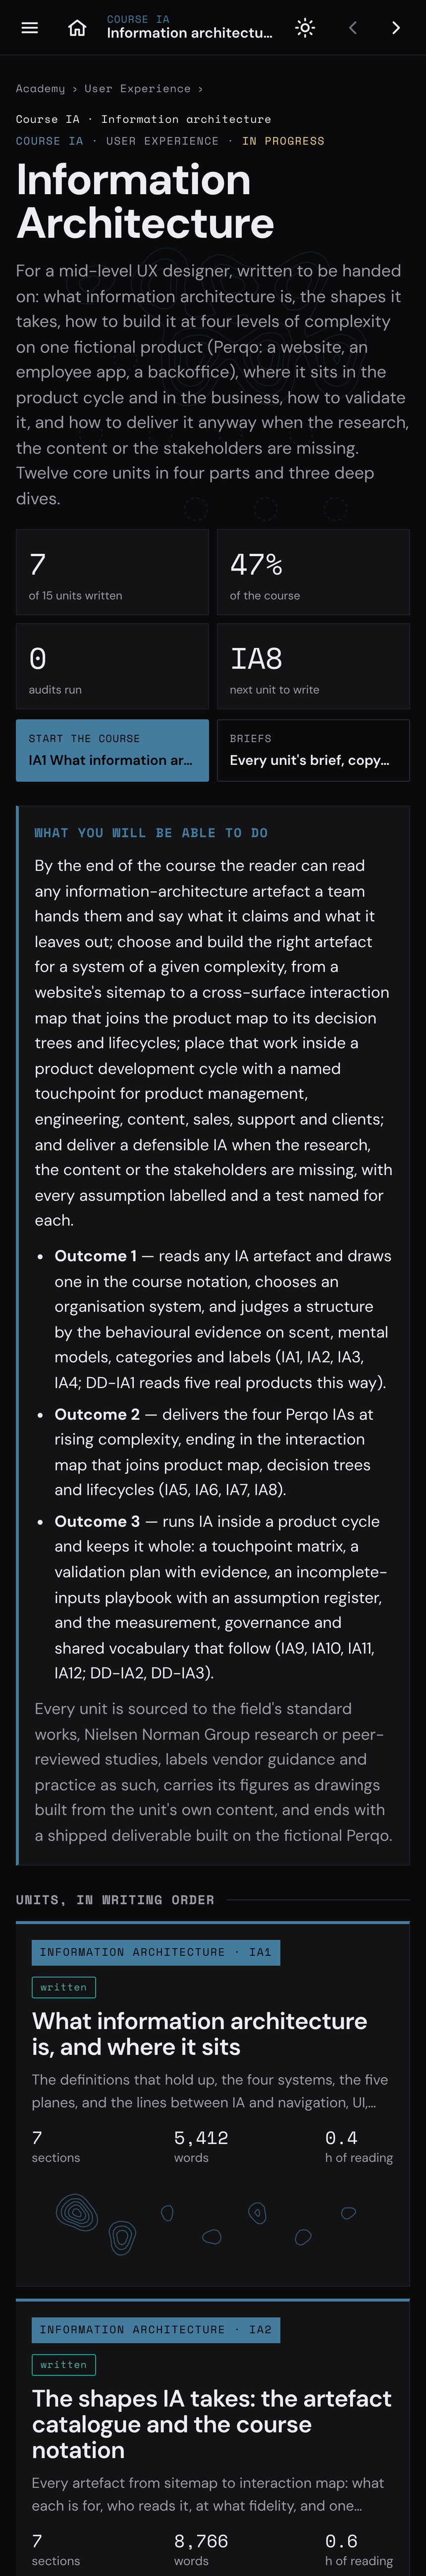 COURSE IA
Information architectu...
Academy › User Experience ›
Course IA · Information architecture
COURSE IA · USER EXPERIENCE · IN PROGRESS
Information
Architecture
For a mid-level UX designer, written to be handed
on: what information architecture is, the shapes it
takes, how to build it at four levels of complexity
on one fictional product (Perqo: a website, an
employee app, a backoffice), where it sits in the
product cycle and in the business, how to validate
it, and how to deliver it anyway when the research,
the content or the stakeholders are missing.
Twelve core units in four parts and three deep
dives.
7
of 15 units written
47%
of the course
0
audits run
IA8
next unit to write
START THE COURSE
IA1 What information ar...
BRIEFS
Every unit's brief, copy...
WHAT YOU WILL BE ABLE TO DO
By the end of the course the reader can read
any information-architecture artefact a team
hands them and say what it claims and what it
leaves out; choose and build the right artefact
for a system of a given complexity, from a
website's sitemap to a cross-surface interaction
map that joins the product map to its decision
trees and lifecycles; place that work inside a
product development cycle with a named
touchpoint for product management,
engineering, content, sales, support and clients;
and deliver a defensible IA when the research,
the content or the stakeholders are missing, with
every assumption labelled and a test named for
each.
• Outcome 1 — reads any IA artefact and draws
one in the course notation, chooses an
organisation system, and judges a structure
by the behavioural evidence on scent, mental
models, categories and labels (IA1, IA2, IA3,
IA4; DD-IA1 reads five real products this way).
• Outcome 2 — delivers the four Perqo IAs at
rising complexity, ending in the interaction
map that joins product map, decision trees
and lifecycles (IA5, IA6, IA7, IA8).
• Outcome 3 — runs IA inside a product cycle
and keeps it whole: a touchpoint matrix, a
validation plan with evidence, an incomplete-
inputs playbook with an assumption register,
and the measurement, governance and
shared vocabulary that follow (IA9, IA10, IA11,
IA12; DD-IA2, DD-IA3).
Every unit is sourced to the field's standard
works, Nielsen Norman Group research or peer-
reviewed studies, labels vendor guidance and
practice as such, carries its figures as drawings
built from the unit's own content, and ends with
a shipped deliverable built on the fictional Perqo.
UNITS, IN WRITING ORDER
INFORMATION ARCHITECTURE · IA1
written
What information architecture
is, and where it sits
The definitions that hold up, the four systems, the five
planes, and the lines between IA and navigation, UI,...
7
sections
5,412
words
0.4
h of reading
INFORMATION ARCHITECTURE · IA2
written
The shapes IA takes: the artefact
catalogue and the course
notation
Every artefact from sitemap to interaction map: what
each is for, who reads it, at what fidelity, and one...
7
sections
8,766
words
0.6
h of reading